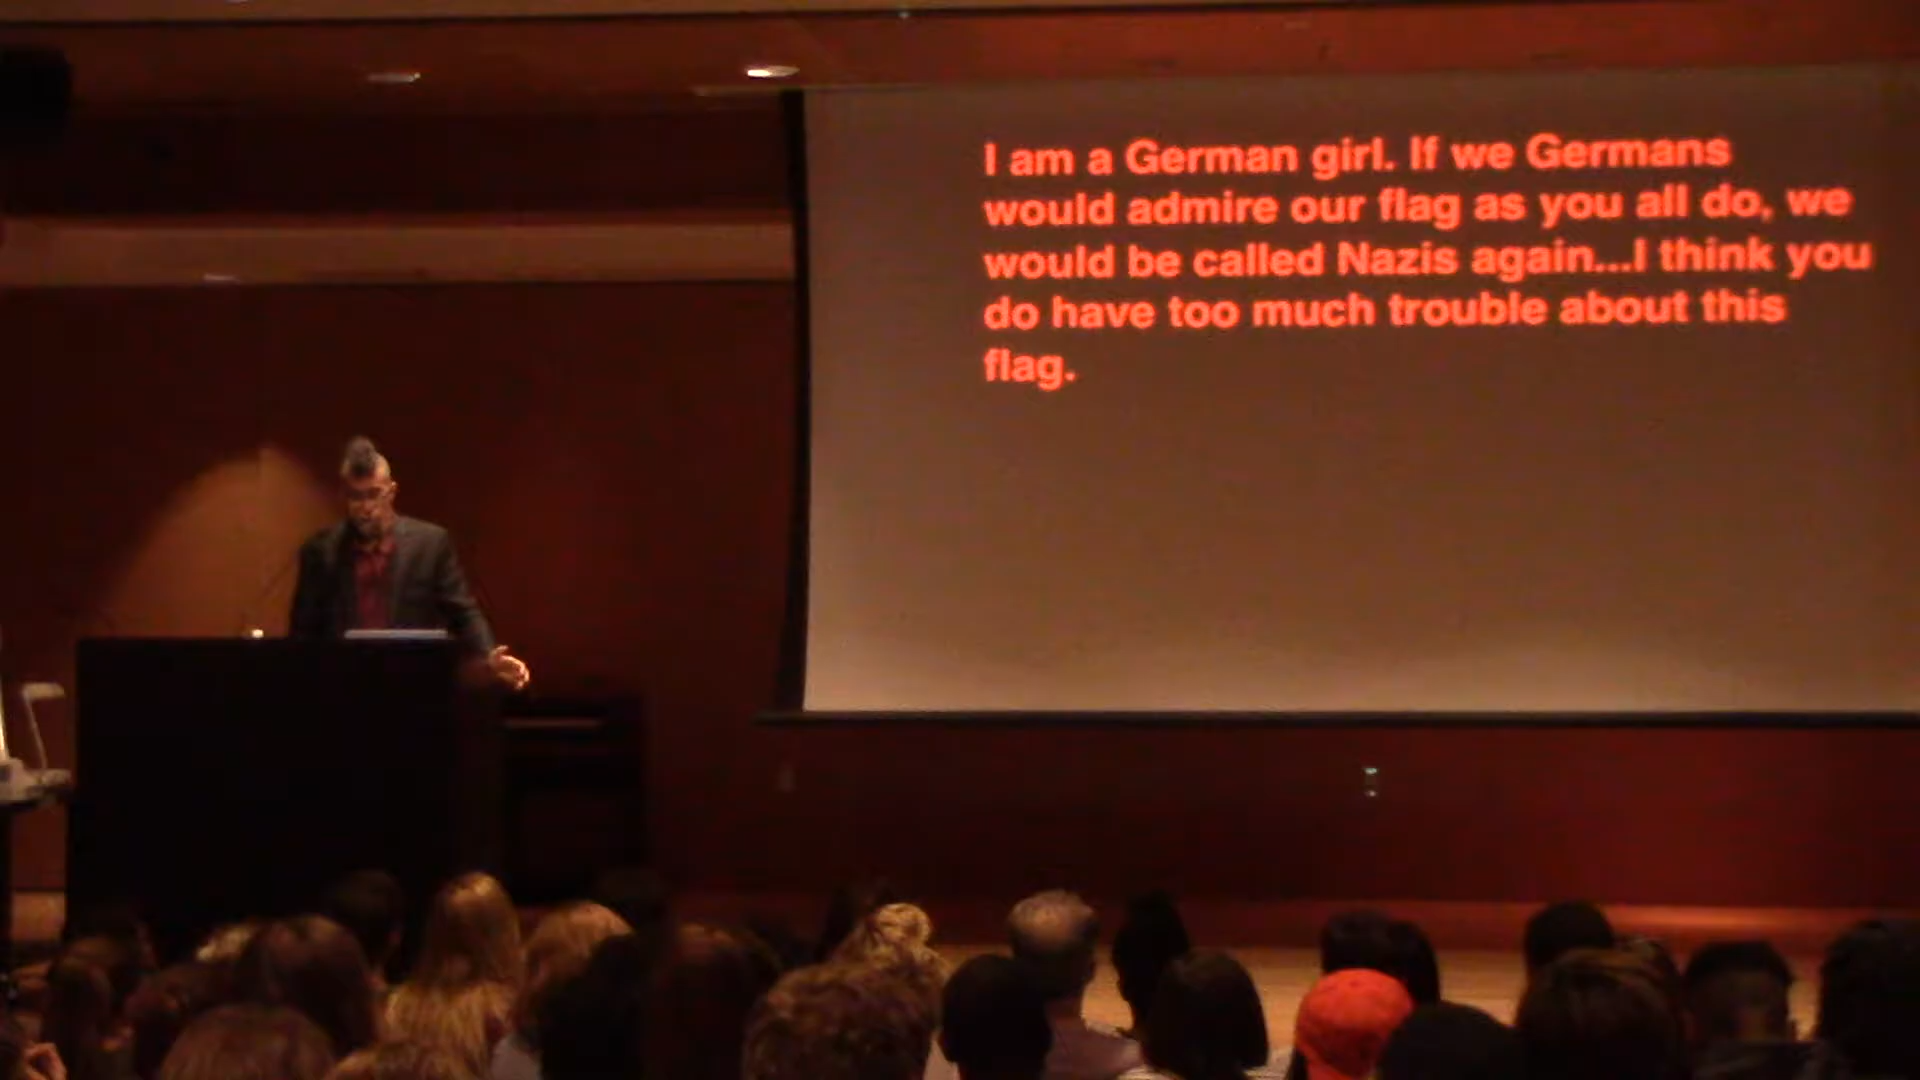 I am a German girl. If we Germans
would admire our flag as you all do, we
would be called Nazis again...I think you
do have too much trouble about this
flag.